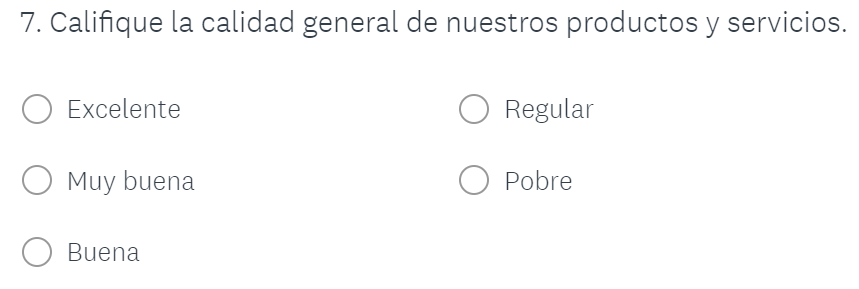 7. Califique la calidad general de nuestros productos y servicios.
Excelente
Muy buena
Buena
Regular
Pobre